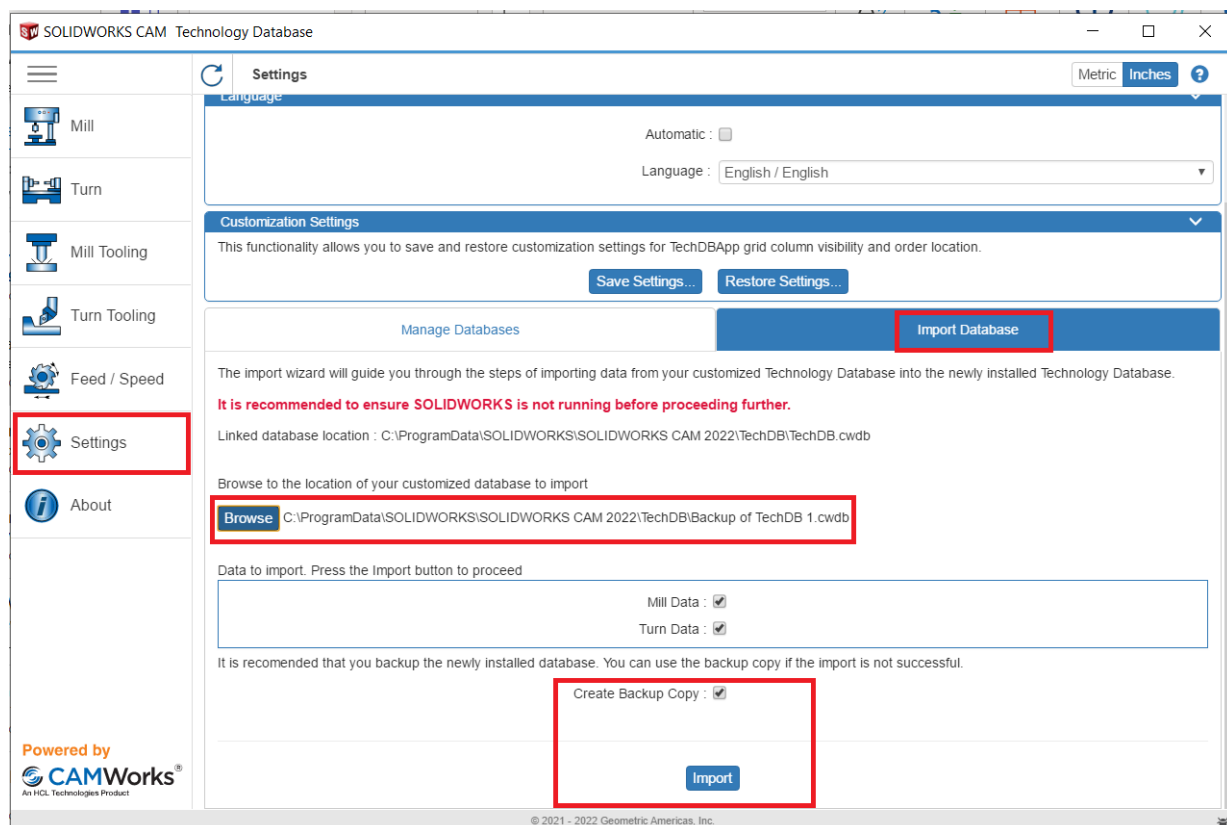 SOLIDWORKS CAM Technology Database
Settings
Metric Inches
Language
Mill
Automatic :
Language : English / English
Turn
Customization Settings
This functionality allows you to save and restore customization settings for TechDBApp grid column visibility and order location.
Mill Tooling
Save Settings... Restore Settings...
Turn Tooling
Manage Databases Import Database
Feed / Speed
The import wizard will guide you through the steps of importing data from your customized Technology Database into the newly installed Technology Database.
It is recommended to ensure SOLIDWORKS is not running before proceeding further.
Settings
Linked database location : C:\ProgramData\SOLIDWORKS\SOLIDWORKS CAM 2022\TechDB\TechDB.cwdb
Browse to the location of your customized database to import
About
Browse C:\ProgramData\SOLIDWORKS\SOLIDWORKS CAM 2022\TechDB\Backup of TechDB 1.cwdb
Data to import. Press the Import button to proceed
Mill Data :
Turn Data :
It is recomended that you backup the newly installed database. You can use the backup copy if the import is not successful.
Create Backup Copy :
Powered by
CAMWorks®
An HCL Technologies Product
Import
© 2021 - 2022 Geometric Americas, Inc.